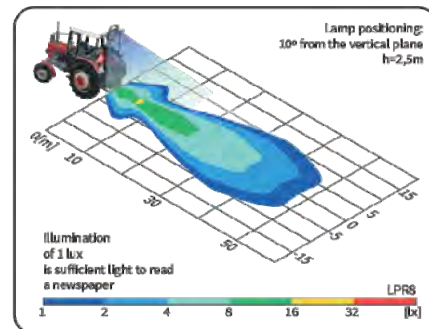 Lamp positioning:
10º from the vertical plane
h=2,5m
0[m]
10
30
50
15
5
0
-5
-15
Illumination
of 1 lux
is sufficient light to read
a newspaper
LPR8
1 2 4 8 16 32 [lx]